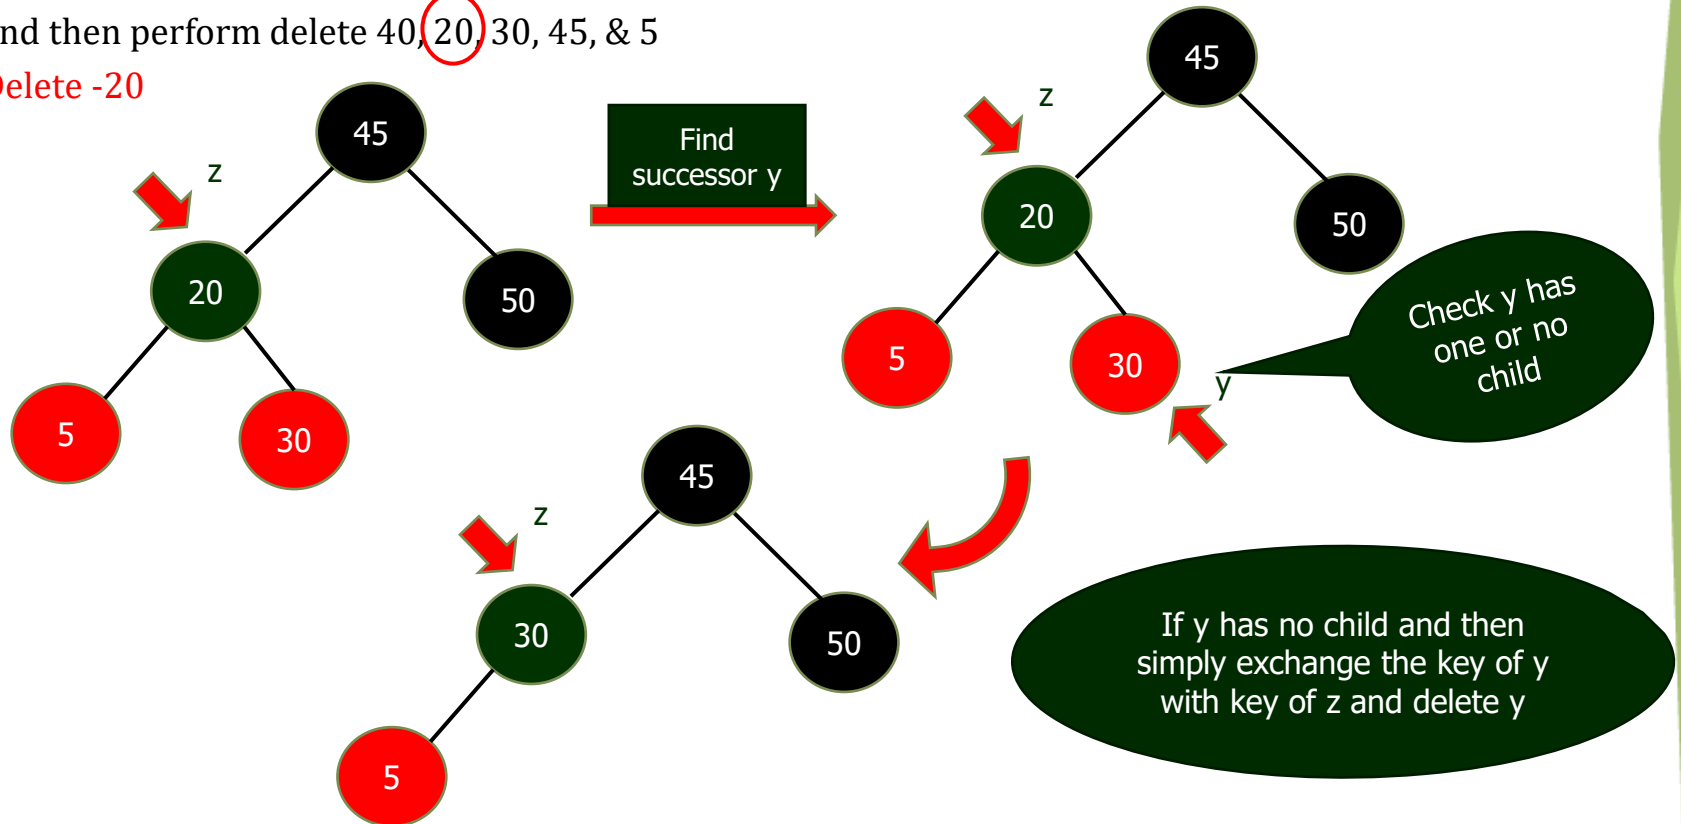 nd then perform delete 40, 20, 30, 45, & 5
Delete -20
45
z
20
50
5
30
Find
successor y
45
z
20
50
5
30
y
Check y has
one or no
child
45
z
30
50
5
If y has no child and then
simply exchange the key of y
with key of z and delete y